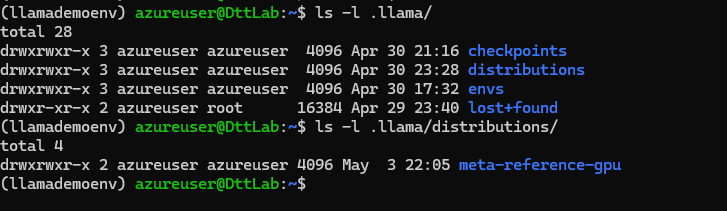 (llamademoenv) azureuser@DttLab:~$ ls -l .llama/
total 28
drwxrwxr-x 3 azureuser azureuser  4096 Apr 30 21:16 checkpoints
drwxrwxr-x 3 azureuser azureuser  4096 Apr 30 23:28 distributions
drwxrwxr-x 3 azureuser azureuser  4096 Apr 30 17:32 envs
drwxr-xr-x 2 azureuser root      16384 Apr 29 23:40 lost+found
(llamademoenv) azureuser@DttLab:~$ ls -l .llama/distributions/
total 4
drwxrwxr-x 2 azureuser azureuser 4096 May  3 22:05 meta-reference-gpu
(llamademoenv) azureuser@DttLab:~$